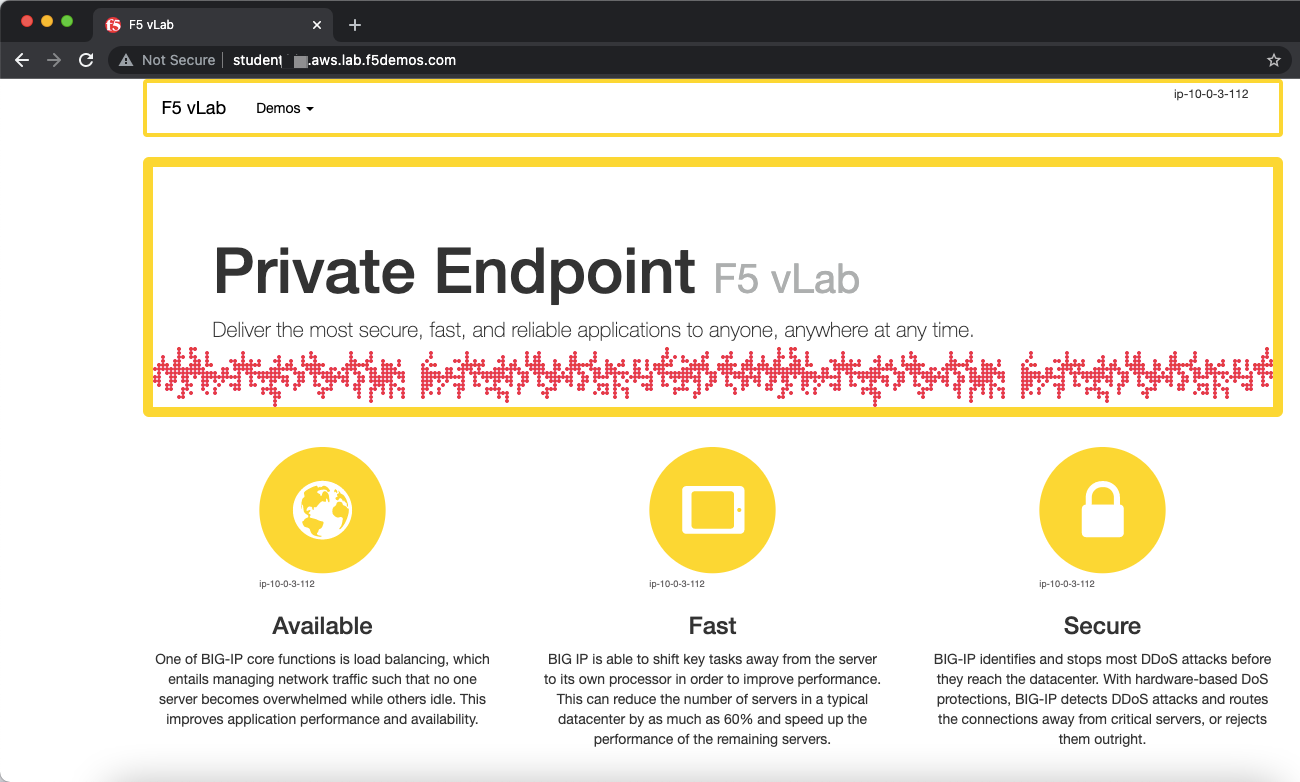 f5 F5 vLab
Not Secure student .aws.lab.f5demos.com
F5 vLab Demos ip-10-0-3-112
Private Endpoint F5 vLab
Deliver the most secure, fast, and reliable applications to anyone, anywhere at any time.
ip-10-0-3-112
Available
One of BIG-IP core functions is load balancing, which
entails managing network traffic such that no one
server becomes overwhelmed while others idle. This
improves application performance and availability.
ip-10-0-3-112
Fast
BIG IP is able to shift key tasks away from the server
to its own processor in order to improve performance.
This can reduce the number of servers in a typical
datacenter by as much as 60% and speed up the
performance of the remaining servers.
ip-10-0-3-112
Secure
BIG-IP identifies and stops most DDoS attacks before
they reach the datacenter. With hardware-based DoS
protections, BIG-IP detects DDoS attacks and routes
the connections away from critical servers, or rejects
them outright.